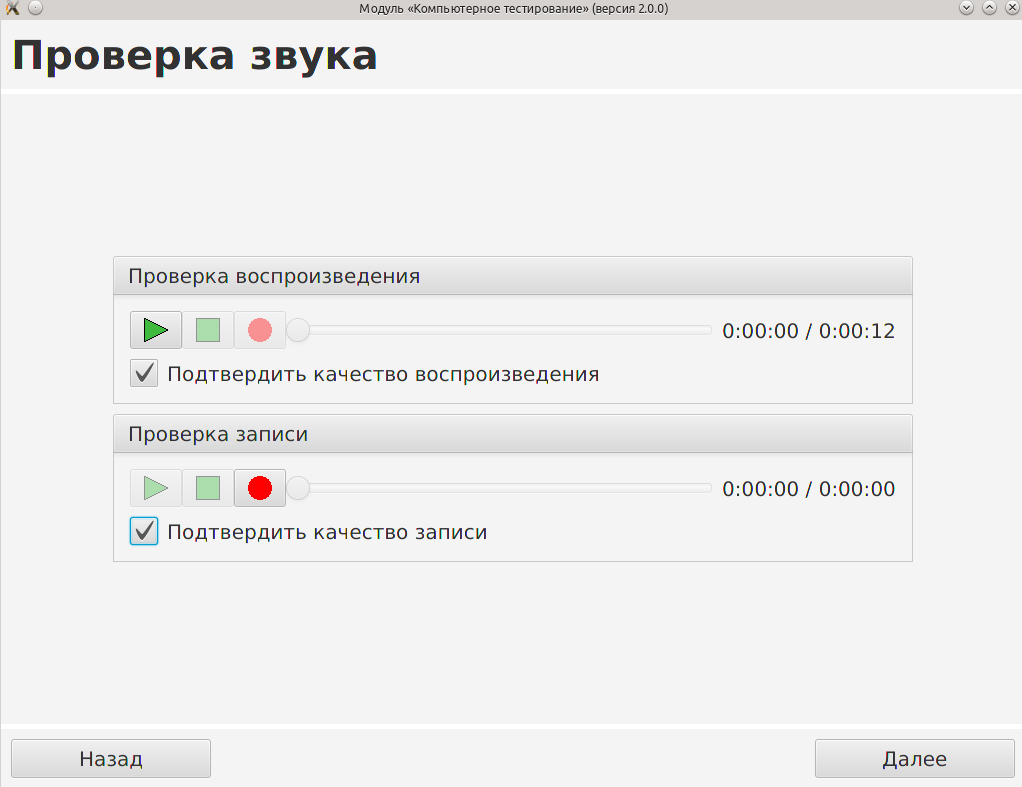 Модуль «Компьютерное тестирование» (версия 2.0.0)
Проверка звука
Проверка воспроизведения
0:00:00 / 0:00:12
Подтвердить качество воспроизведения
Проверка записи
0:00:00 / 0:00:00
Подтвердить качество записи
Назад
Далее